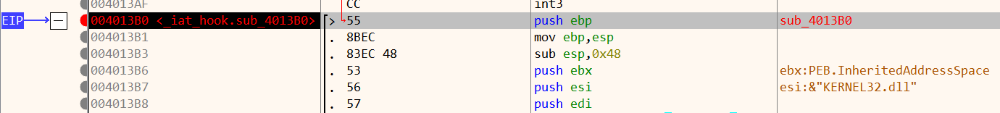 004013AF CC int3
EIP 004013B0 <_iat_hook.sub_4013B0> > 55 push ebp sub_4013B0
004013B1 . 8BEC mov ebp,esp
004013B3 . 83EC 48 sub esp,0x48
004013B6 . 53 push ebx ebx:PEB.InheritedAddressSpace
004013B7 . 56 push esi esi:&"KERNEL32.dll"
004013B8 . 57 push edi